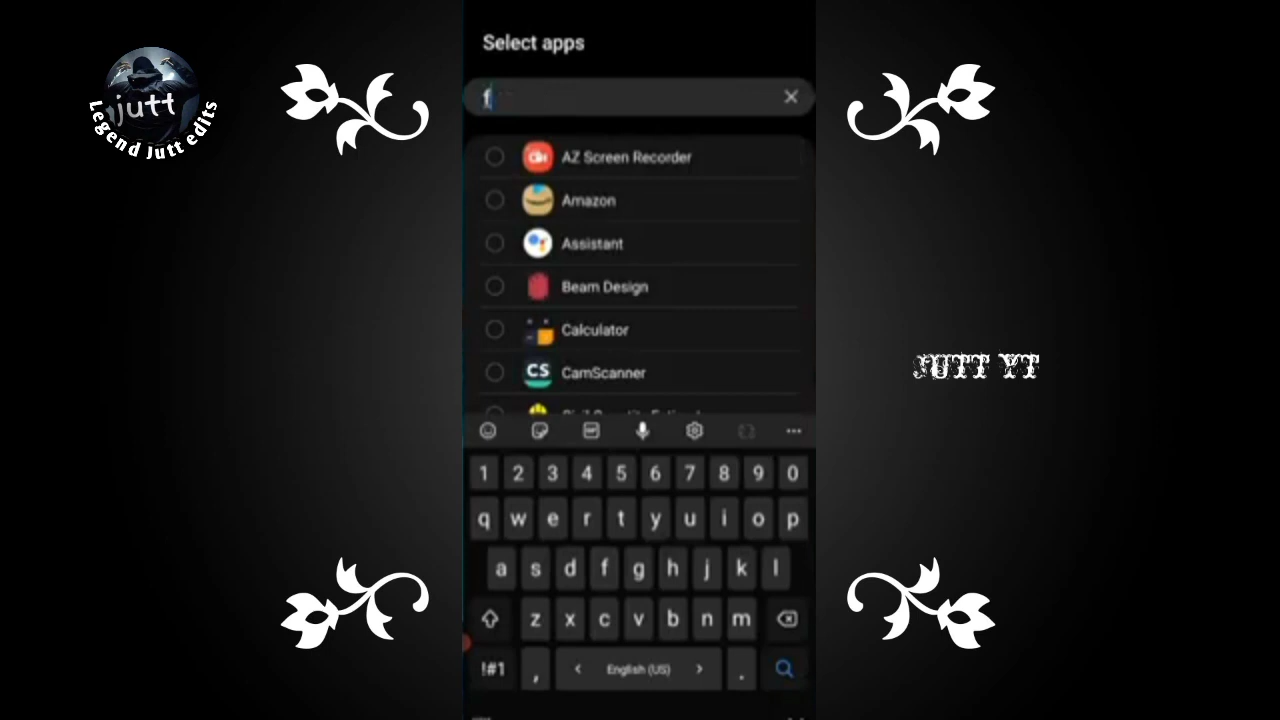 jutt
Legend Jutt edits
Select apps
f
AZ Screen Recorder
Amazon
Assistant
Beam Design
Calculator
CS CamScanner
JUTT YT
1 2 3 4 5 6 7 8 9 0
q w e r t y u i o p
a s d f g h j k l
z x c v b n m
!#1 , < English (US) > .